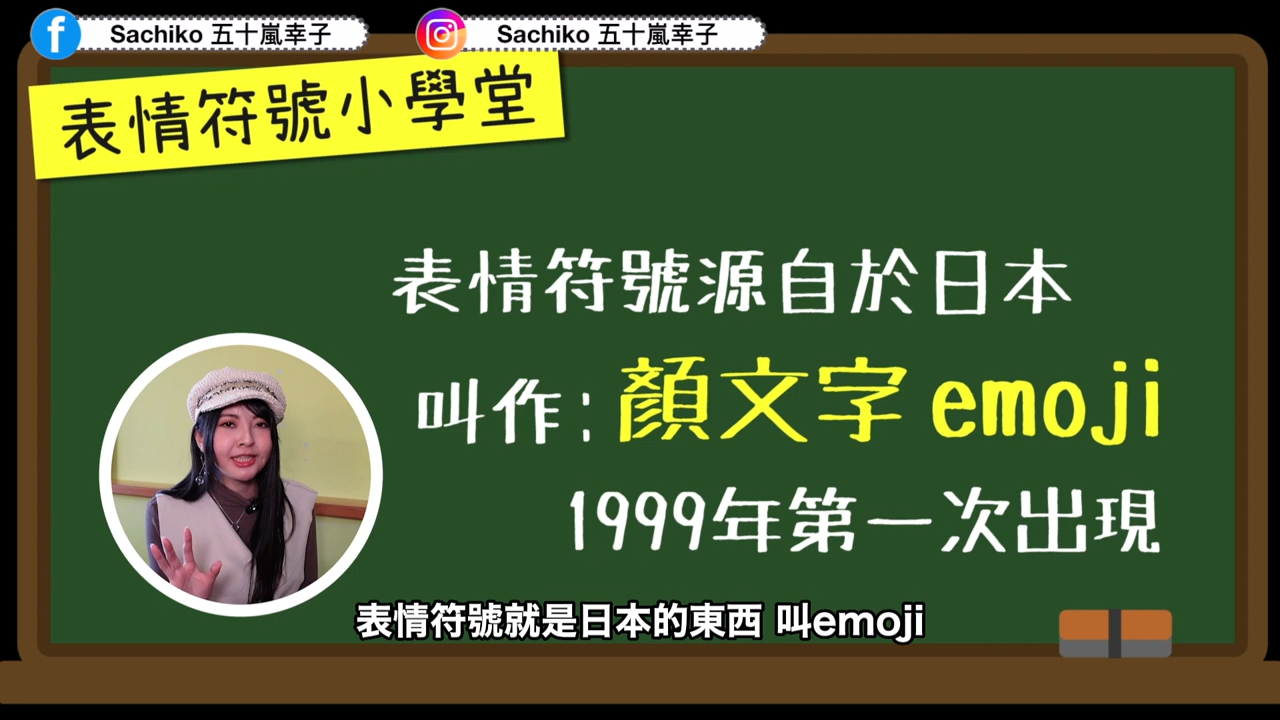 Sachiko 五十嵐幸子
Sachiko 五十嵐幸子
表情符號小學堂
表情符號源自於日本
叫作:顏文字 emoji
1999年第一次出現
表情符號就是日本的東西 叫emoji